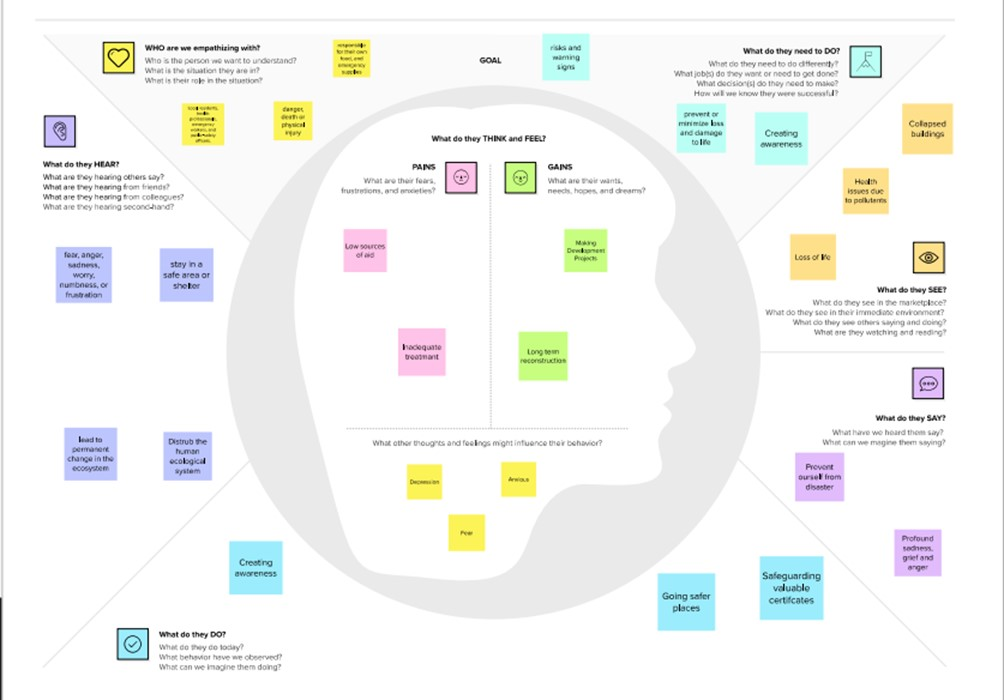 WHO are we empathizing with?
Who is the person we want to understand?
What is the situation they are in?
What is their role in the situation?
responsible
for their own
food, and
emergency
supplies
danger,
death or
physical
injury
GOAL
risks and
warning
signs
What do they need to DO?
What do they need to do differently?
What job(s) do they want or need to get done?
What decision(s) do they need to make?
How will we know they were successful?
prevent or
minimize loss
and damage
to life
Creating
awareness
Collapsed
buildings
Health
issues due
to pollutants
Loss of life
What do they SEE?
What do they see in the marketplace?
What do they see in their immediate environment?
What do they see others saying and doing?
What are they watching and reading?
What do they HEAR?
What are they hearing others say?
What are they hearing from friends?
What are they hearing from colleagues?
What are they hearing second-hand?
fear, anger,
sadness,
worry,
numbness, or
frustration
stay in a
safe area or
shelter
lead to
permanent
change in the
ecosystem
Distrub the
human
ecological
system
What do they THINK and FEEL?
PAINS
What are their fears,
frustrations, and anxieties?
GAINS
What are their wants,
needs, hopes, and dreams?
Low sources
of aid
Inadequate
treatment
Making
Development
Projects
Long term
reconstruction
What other thoughts and feelings might influence their behavior?
Depression
Anxious
Fear
What do they SAY?
What have we heard them say?
What can we magine them saying?
Prevent
ourself from
disaster
Profound
sadness,
grief and
anger
Creating
awareness
Going safer
places
Safeguarding
valuable
certifcates
What do they DO?
What do they do today?
What behavior have we observed?
What can we imagine them doing?